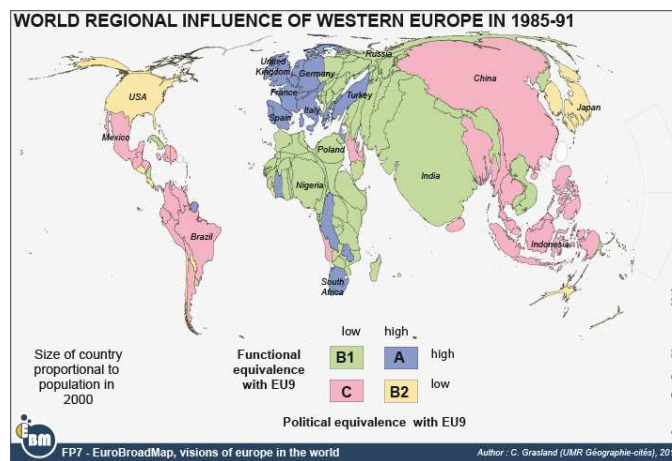 WORLD REGIONAL INFLUENCE OF WESTERN EUROPE IN 1985-91
Russia
United
Kingdom
Germany
China
USA
France
Turkey
Japan
Italy
Spain
Mexico
Poland
Nigeria
India
Brazil
Indonesia
South
Africa
low high
Size of country
proportional to
population in
2000
Functional
equivalence
with EU9
B1 A high
C B2 low
Political equivalence with EU9
EBM
FP7 - EuroBroadMap, visions of europe in the world
Author : C. Grasland (UMR Géographie-cités), 20